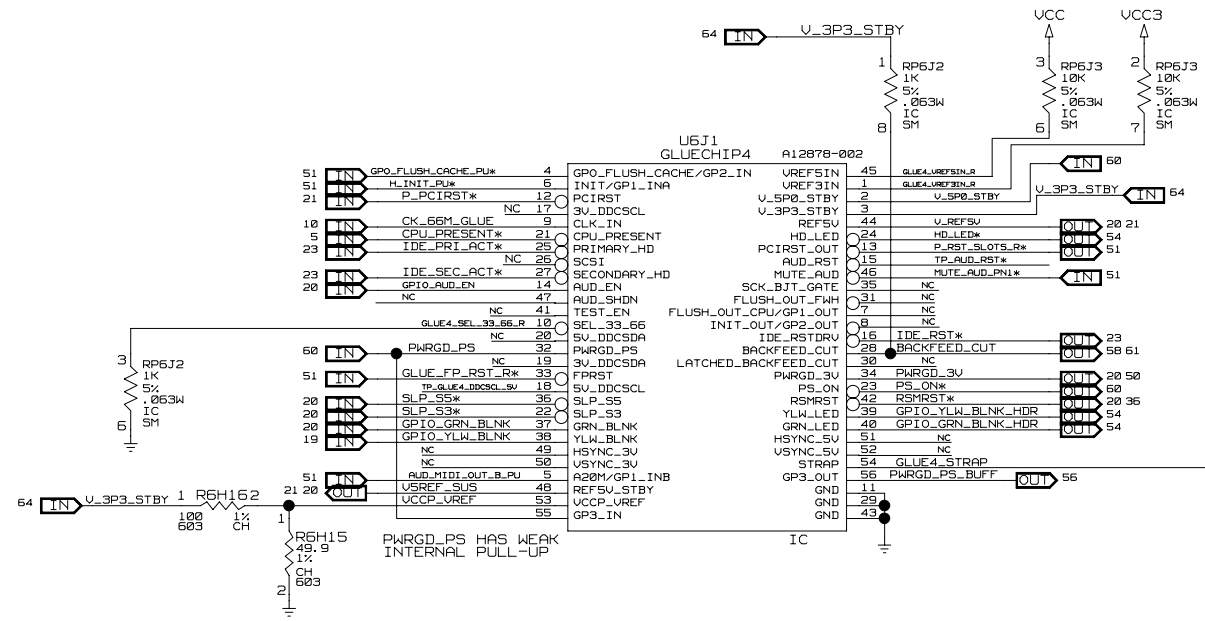 VCC VCC3
64 IN V_3P3_STBY
1 RP6J2 1K 5% .063W IC SM 8
3 RP6J3 10K 5% .063W IC SM 6
2 RP6J3 10K 5% .063W IC SM 7
U6J1
GLUECHIP4 A12878-002
51 IN GPO_FLUSH_CACHE_PU* 4 GPO_FLUSH_CACHE/GP2_IN VREF5IN 45 GLUE4_VREF5IN_R IN 60
51 IN H_INIT_PU* 6 INIT/GP1_INA VREF3IN 1 GLUE4_VREF3IN_R
21 IN P_PCIRST* 12 PCIRST V_5P0_STBY 2 V_5P0_STBY V_3P3_STBY IN 64
NC 17 3V_DDCSCL V_3P3_STBY 3
10 IN CK_66M_GLUE 9 CLK_IN REF5V 44 V_REF5V OUT 20 21
5 IN CPU_PRESENT* 21 CPU_PRESENT HD_LED 24 HD_LED* OUT 54
23 IN IDE_PRI_ACT* 25 PRIMARY_HD PCIRST_OUT 13 P_RST_SLOTS_R* OUT 51
NC 26 SCSI AUD_RST 15 TP_AUD_RST*
23 IN IDE_SEC_ACT* 27 SECONDARY_HD MUTE_AUD 46 MUTE_AUD_PN1* IN 51
20 IN GPIO_AUD_EN 14 AUD_EN SCK_BJT_GATE 35 NC
NC 47 AUD_SHDN FLUSH_OUT_FWH 31 NC
NC 41 TEST_EN FLUSH_OUT_CPU/GP1_OUT 7 NC
GLUE4_SEL_33_66_R 10 SEL_33_66 INIT_OUT/GP2_OUT 8 NC
NC 20 5V_DDCSDA IDE_RSTDRV 16 IDE_RST* OUT 23
60 IN PWRGD_PS 32 PWRGD_PS BACKFEED_CUT 28 BACKFEED_CUT OUT 58 61
NC 19 3V_DDCSDA LATCHED_BACKFEED_CUT 30 NC
51 IN GLUE_FP_RST_R* 33 FPRST PWRGD_3V 34 PWRGD_3V OUT 20 50
TP_GLUE4_DDCSCL_5V 18 5V_DDCSCL PS_ON 23 PS_ON* OUT 60
20 IN SLP_S5* 36 SLP_S5 RSMRST 42 RSMRST* OUT 20 36
20 IN SLP_S3* 22 SLP_S3 YLW_LED 39 GPIO_YLW_BLNK_HDR OUT 54
20 IN GPIO_GRN_BLNK 37 GRN_BLNK GRN_LED 40 GPIO_GRN_BLNK_HDR OUT 54
19 IN GPIO_YLW_BLNK 38 YLW_BLNK HSYNC_5V 51 NC
NC 49 HSYNC_3V VSYNC_5V 52 NC
NC 50 VSYNC_3V STRAP 54 GLUE4_STRAP
51 IN AUD_MIDI_OUT_B_PU 5 A20M/GP1_INB GP3_OUT 56 PWRGD_PS_BUFF OUT 56
21 20 OUT V5REF_SUS 48 REF5V_STBY GND 11
VCCP_VREF 53 VCCP_VREF GND 29
55 GP3_IN GND 43
IC
3 RP6J2 1K 5% .063W IC SM 6
64 IN V_3P3_STBY 1 R6H16 2
100 1%
603 CH
1 R6H15 49.9 1% CH 603 2
PWRGD_PS HAS WEAK
INTERNAL PULL-UP